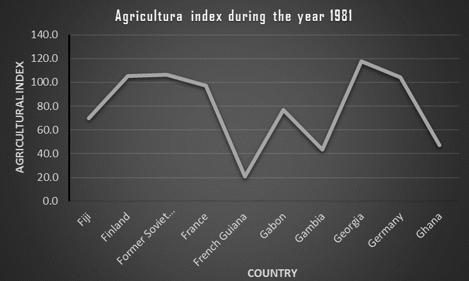 Agricultura index during the year 1981
140.0
120.0
100.0
80.0
60.0
40.0
20.0
0.0
AGRICULTURAL INDEX
Fiji
Finland
Former Soviet...
France
French Guiana
Gabon
Gambia
Georgia
Germany
Ghana
COUNTRY